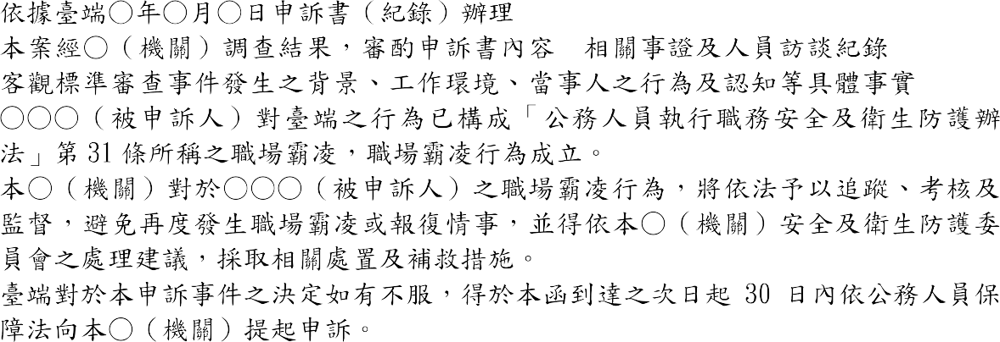 依據臺端○年○月○日申訴書（紀錄）辦理
本案經○（機關）調查結果，審酌申訴書內容　相關事證及人員訪談紀錄
客觀標準審查事件發生之背景、工作環境、當事人之行為及認知等具體事實
○○○（被申訴人）對臺端之行為已構成「公務人員執行職務安全及衛生防護辦
法」第 31 條所稱之職場霸凌，職場霸凌行為成立。
本○（機關）對於○○○（被申訴人）之職場霸凌行為，將依法予以追蹤、考核及
監督，避免再度發生職場霸凌或報復情事，並得依本○（機關）安全及衛生防護委
員會之處理建議，採取相關處置及補救措施。
臺端對於本申訴事件之決定如有不服，得於本函到達之次日起 30 日內依公務人員保
障法向本○（機關）提起申訴。